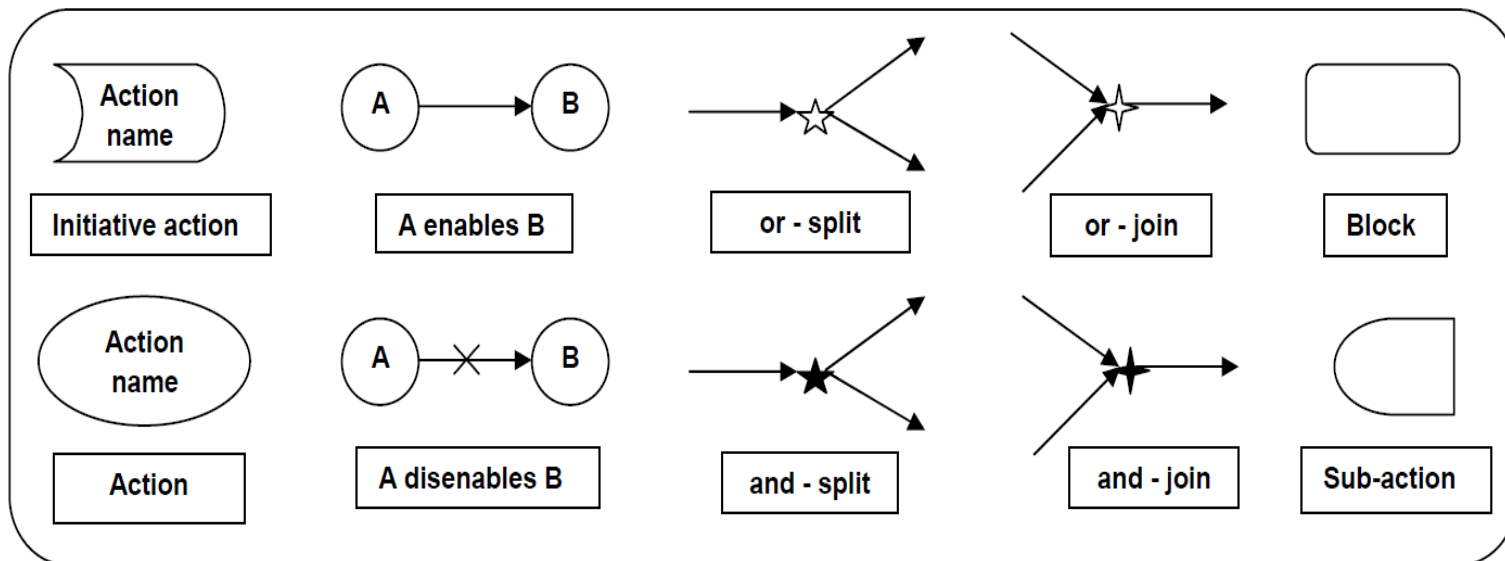 Action
name
A
B
Initiative action
A enables B
or - split
or - join
Block
Action
name
A
B
Action
A disenables B
and - split
and - join
Sub-action